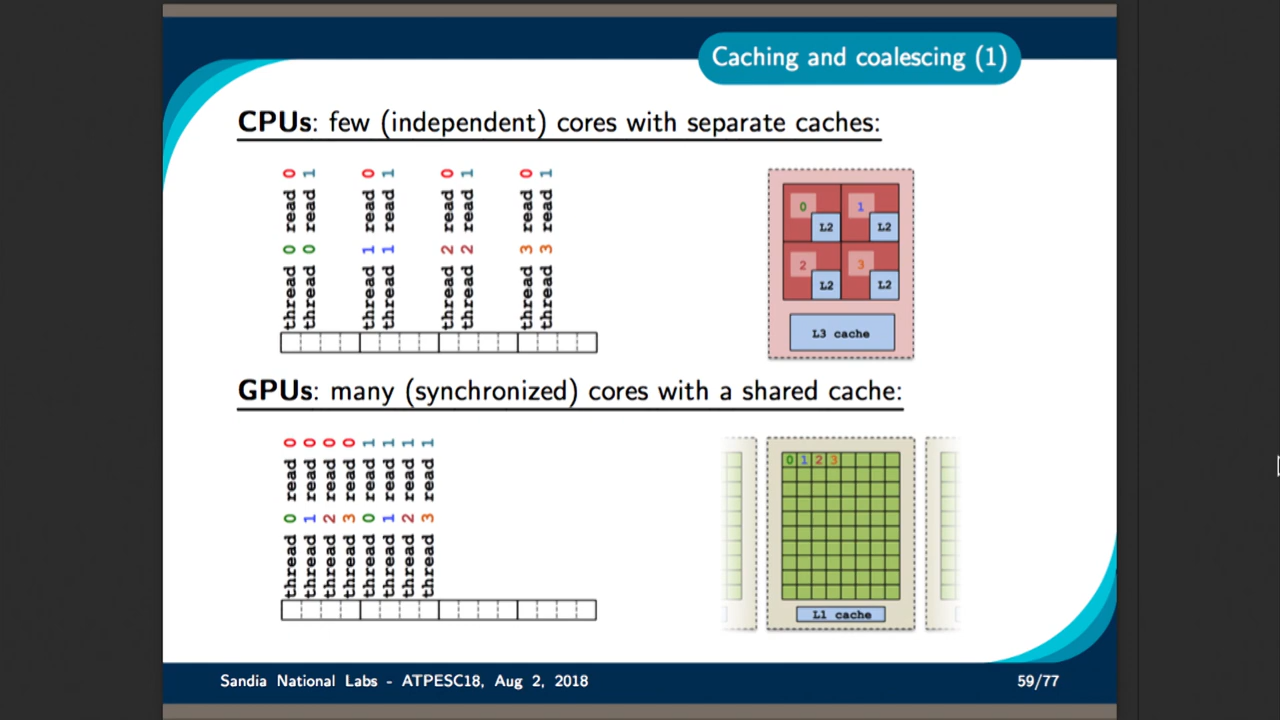 Caching and coalescing (1)
CPUs: few (independent) cores with separate caches:
thread 0 read 0
thread 0 read 1
thread 1 read 0
thread 1 read 1
thread 2 read 0
thread 2 read 1
thread 3 read 0
thread 3 read 1
0
L2
1
L2
2
L2
3
L2
L3 cache
GPUs: many (synchronized) cores with a shared cache:
thread 0 read 0
thread 1 read 0
thread 2 read 0
thread 3 read 0
thread 0 read 1
thread 1 read 1
thread 2 read 1
thread 3 read 1
0 1 2 3
L1 cache
Sandia National Labs - ATPESC18, Aug 2, 2018
59/77